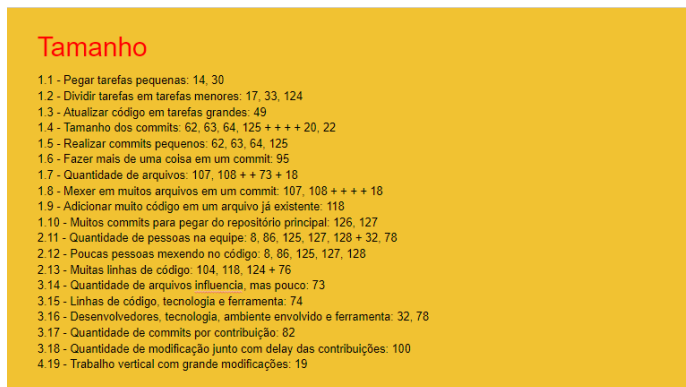 Tamanho
1.1 - Pegar tarefas pequenas: 14, 30
1.2 - Dividir tarefas em tarefas menores: 17, 33, 124
1.3 - Atualizar código em tarefas grandes: 49
1.4 - Tamanho dos commits: 62, 63, 64, 125 + + + + 20, 22
1.5 - Realizar commits pequenos: 62, 63, 64, 125
1.6 - Fazer mais de uma coisa em um commit: 95
1.7 - Quantidade de arquivos: 107, 108 + + 73 + 18
1.8 - Mexer em muitos arquivos em um commit: 107, 108 + + + + 18
1.9 - Adicionar muito código em um arquivo já existente: 118
1.10 - Muitos commits para pegar do repositório principal: 126, 127
2.11 - Quantidade de pessoas na equipe: 8, 86, 125, 127, 128 + 32, 78
2.12 - Poucas pessoas mexendo no código: 8, 86, 125, 127, 128
2.13 - Muitas linhas de código: 104, 118, 124 + 76
3.14 - Quantidade de arquivos influencia, mas pouco: 73
3.15 - Linhas de código, tecnologia e ferramenta: 74
3.16 - Desenvolvedores, tecnologia, ambiente envolvido e ferramenta: 32, 78
3.17 - Quantidade de commits por contribuição: 82
3.18 - Quantidade de modificação junto com delay das contribuições: 100
4.19 - Trabalho vertical com grande modificações: 19